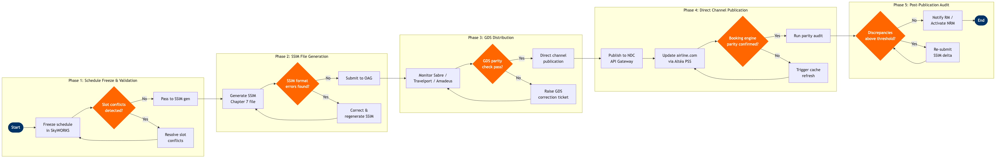 Phase 1: Schedule Freeze & Validation
Start
Freeze schedule
in SkyWORKS
Slot conflicts
detected?
No
Pass to SSIM gen
Yes
Resolve slot
conflicts
Phase 2: SSIM File Generation
Generate SSIM
Chapter 7 file
SSIM format
errors found?
No
Submit to OAG
Yes
Correct &
regenerate SSIM
Phase 3: GDS Distribution
Monitor Sabre /
Travelport / Amadeus
GDS parity
check pass?
Yes
Direct channel
publication
No
Raise GDS
correction ticket
Phase 4: Direct Channel Publication
Publish to NDC
API Gateway
Update airline.com
via Altéa PSS
Booking engine
parity confirmed?
Yes
Run parity audit
No
Trigger cache
refresh
Phase 5: Post-Publication Audit
Discrepancies
above threshold?
No
Notify RM /
Activate NRM
End
Yes
Re-submit
SSIM delta